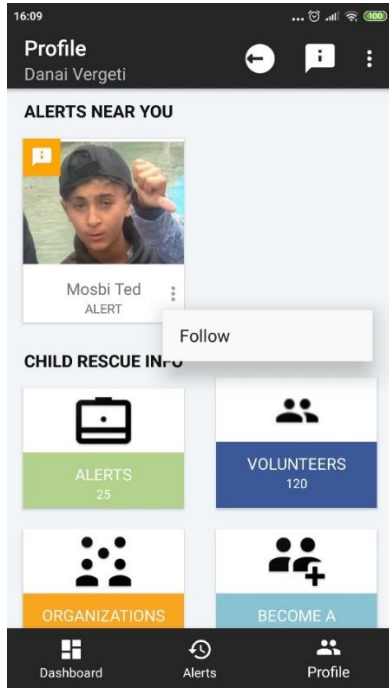 16:09
100
Profile
Danai Vergeti
ALERTS NEAR YOU
Mosbi Ted
ALERT
Follow
CHILD RESCUE INFO
ALERTS
25
VOLUNTEERS
120
ORGANIZATIONS
BECOME A
Dashboard
Alerts
Profile